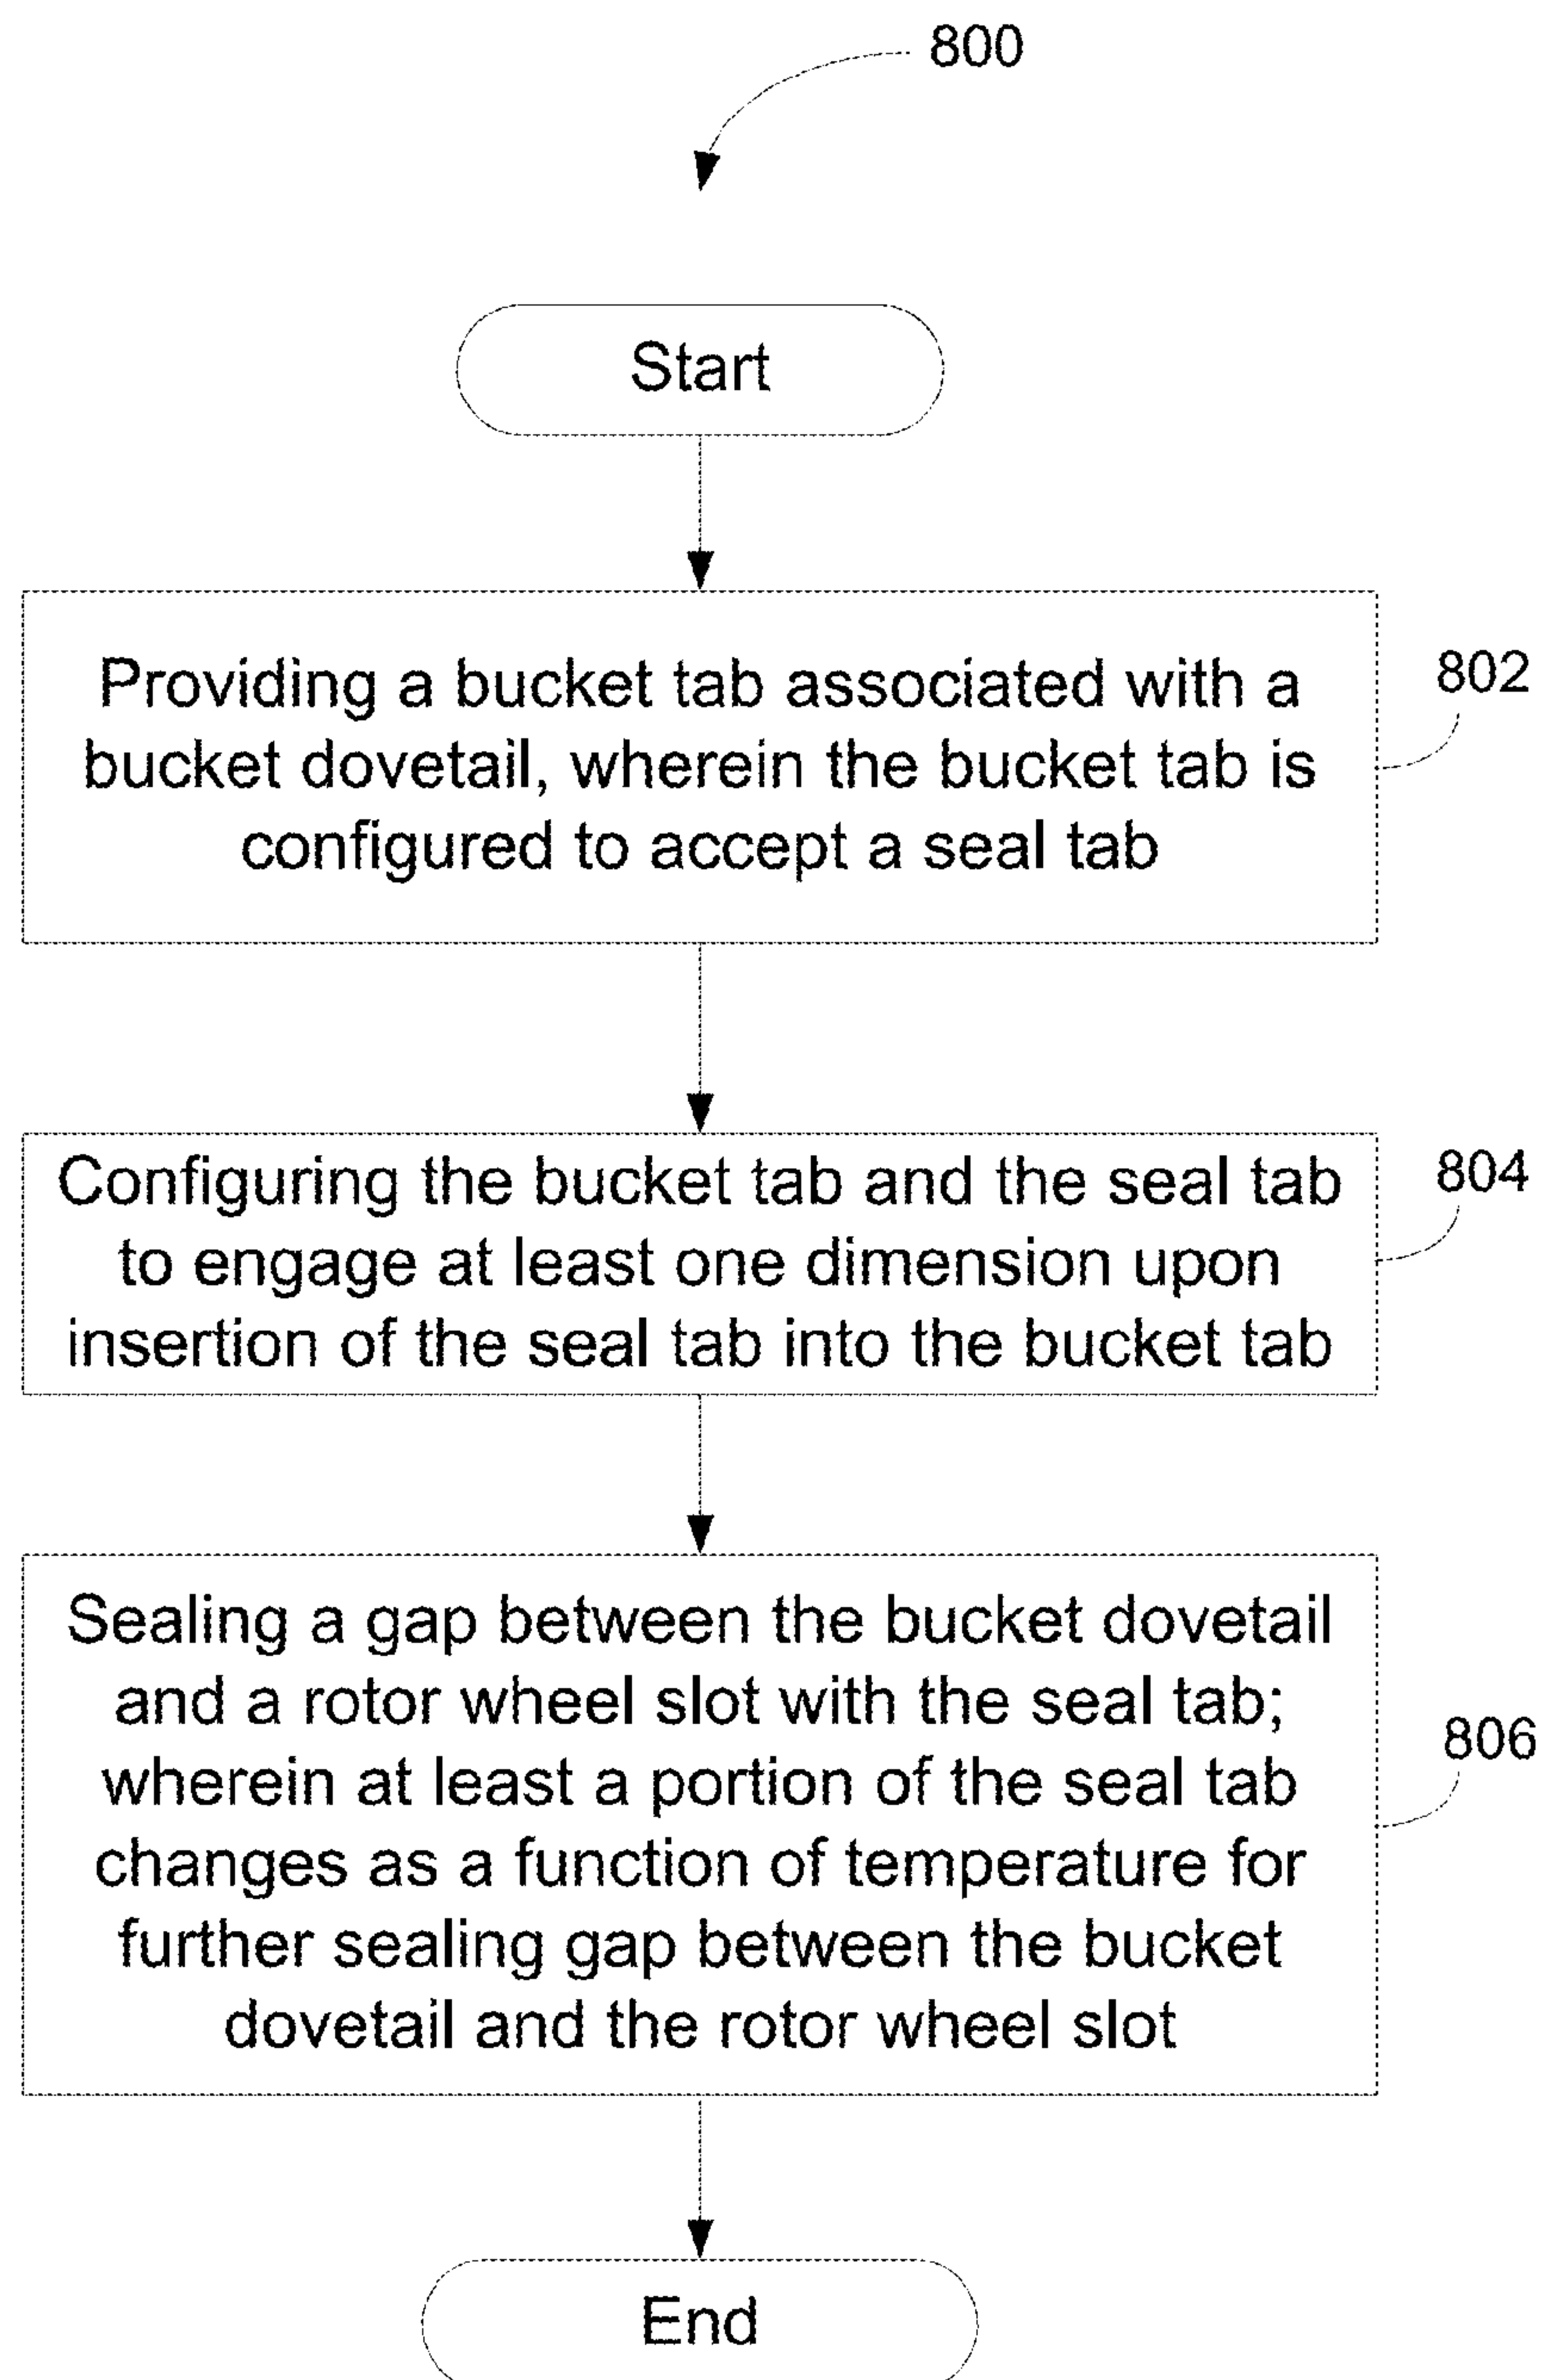 800
Start
Providing a bucket tab associated with a
bucket dovetail, wherein the bucket tab is
configured to accept a seal tab
802
Configuring the bucket tab and the seal tab
to engage at least one dimension upon
insertion of the seal tab into the bucket tab
804
Sealing a gap between the bucket dovetail
and a rotor wheel slot with the seal tab;
wherein at least a portion of the seal tab
changes as a function of temperature for
further sealing gap between the bucket
dovetail and the rotor wheel slot
806
End